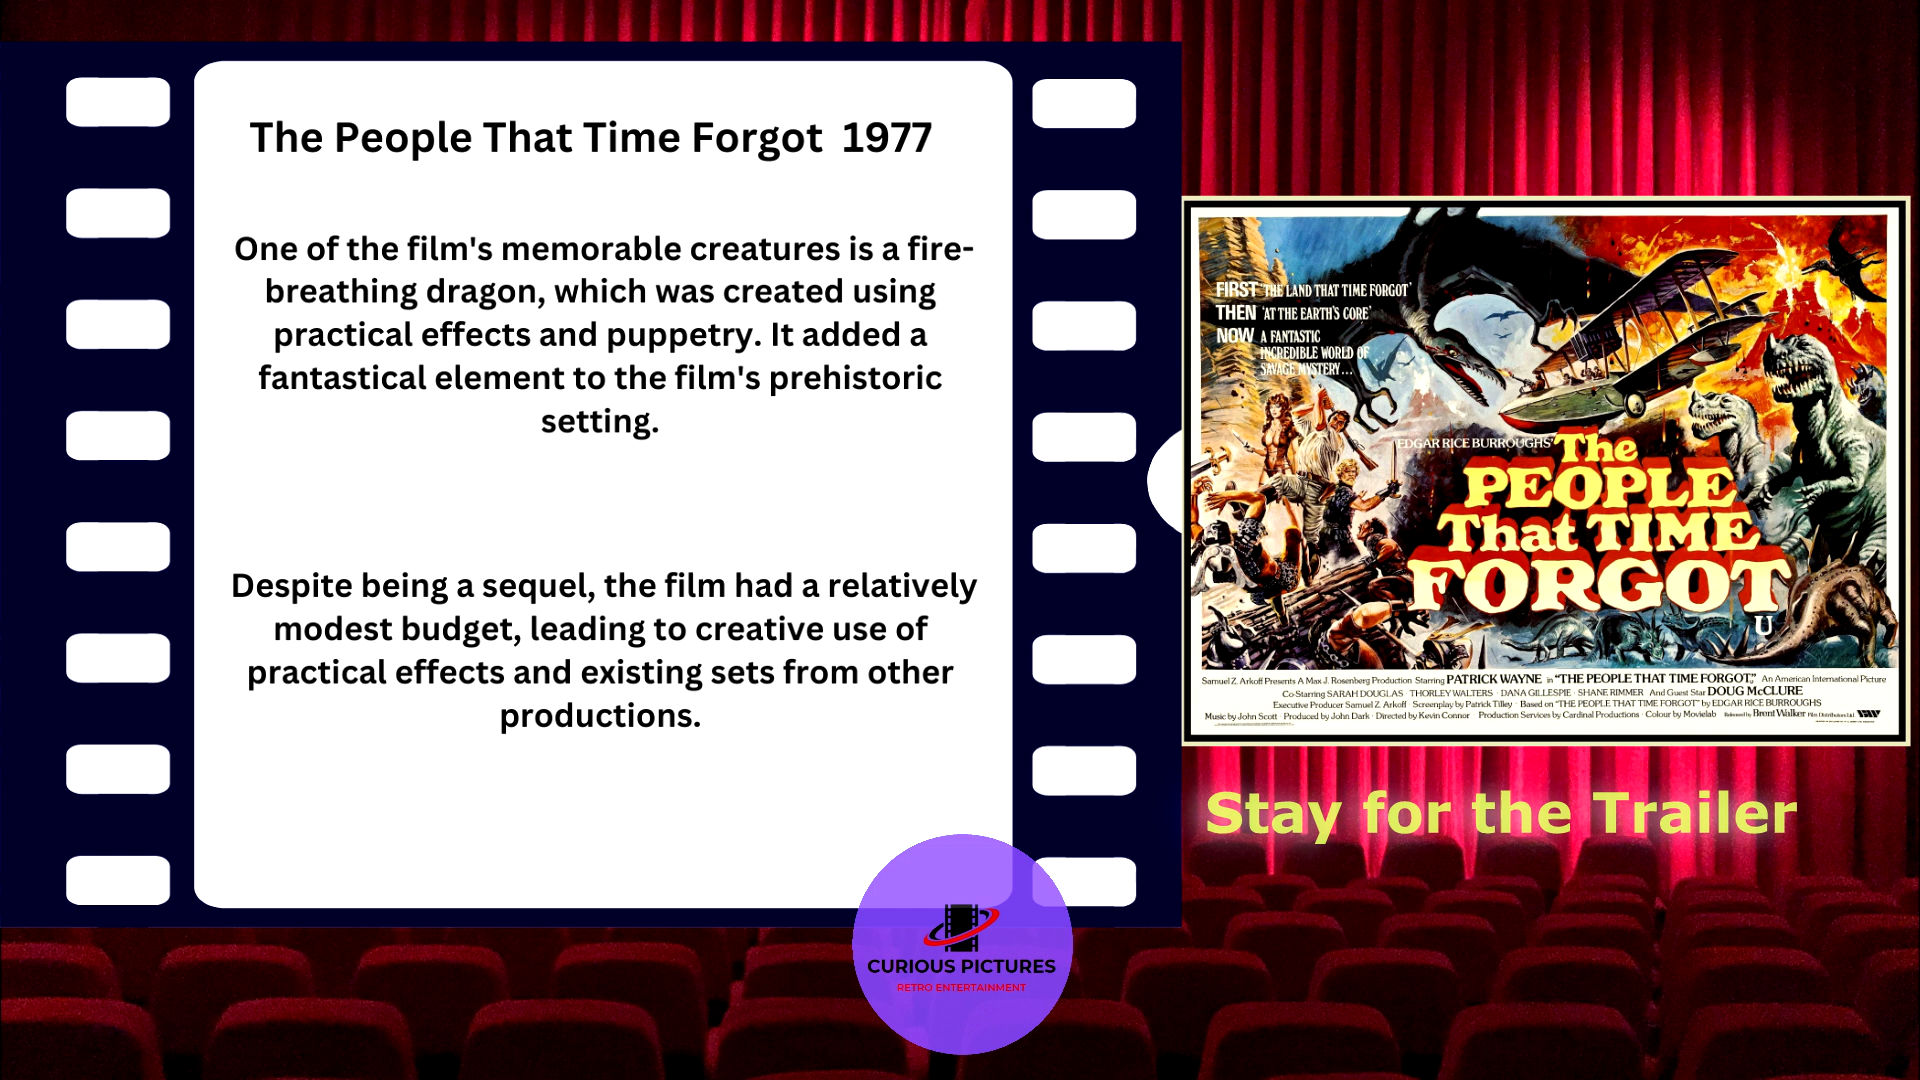 The People That Time Forgot 1977
One of the film's memorable creatures is a fire-
breathing dragon, which was created using
practical effects and puppetry. It added a
fantastical element to the film's prehistoric
setting.
Despite being a sequel, the film had a relatively
modest budget, leading to creative use of
practical effects and existing sets from other
productions.
FIRST 'THE LAND THAT TIME FORGOT'
THEN 'AT THE EARTH'S CORE'
NOW A FANTASTIC
INCREDIBLE WORLD OF
SAVAGE MYSTERY...
EDGAR RICE BURROUGHS'
The
PEOPLE
That TIME
FORGOT
U
Samuel Z. Arkoff Presents A Max J. Rosenberg Production Starring PATRICK WAYNE in "THE PEOPLE THAT TIME FORGOT," An American International Picture
Co-Starring SARAH DOUGLAS · THORLEY WALTERS · DANA GILLESPIE · SHANE RIMMER And Guest Star DOUG McCLURE
Executive Producer Samuel Z. Arkoff · Screenplay by Patrick Tilley · Based on "THE PEOPLE THAT TIME FORGOT" by EDGAR RICE BURROUGHS
Music by John Scott · Produced by John Dark · Directed by Kevin Connor Production Services by Cardinal Productions · Colour by Movielab Released by Brent Walker Film Distributors Ltd
Stay for the Trailer
CURIOUS PICTURES
RETRO ENTERTAINMENT